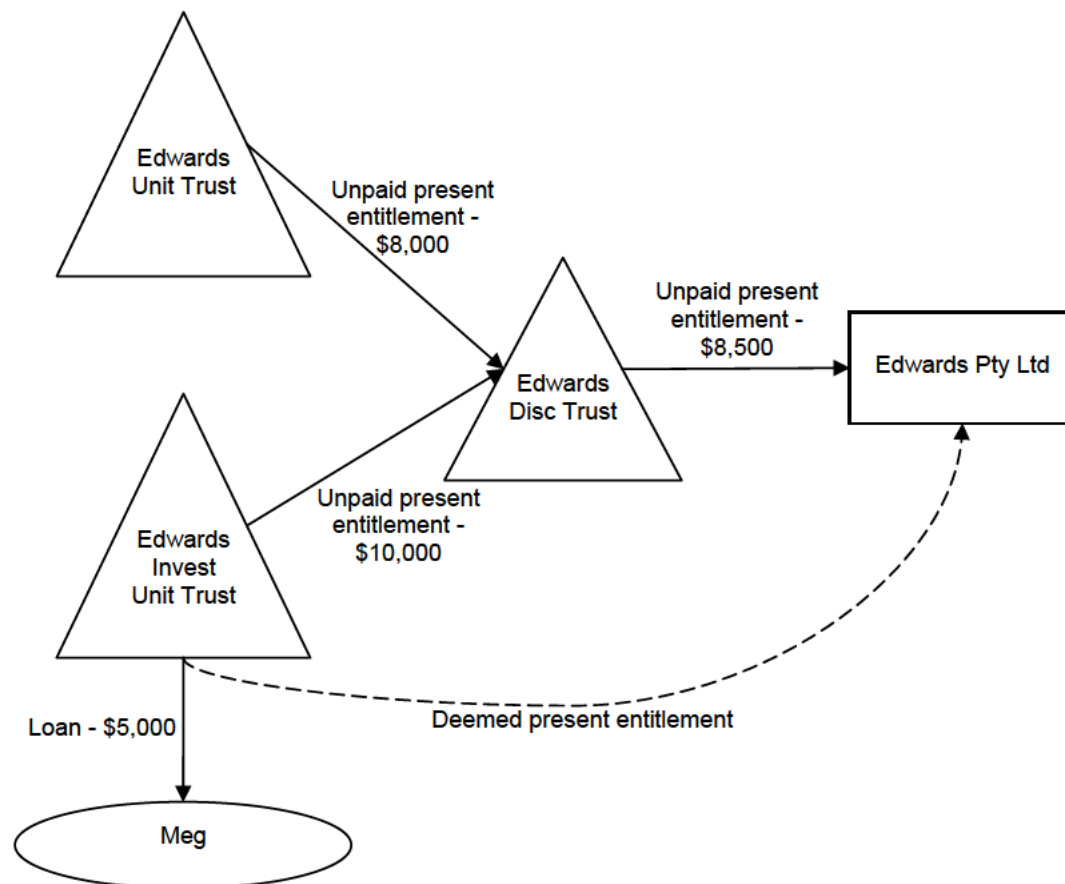 Edwards
Unit Trust
Unpaid present
entitlement -
$8,000
Unpaid present
entitlement -
$8,500
Edwards Pty Ltd
Edwards
Disc Trust
Unpaid present
entitlement -
$10,000
Edwards
Invest
Unit Trust
Deemed present entitlement
Loan - $5,000
Meg